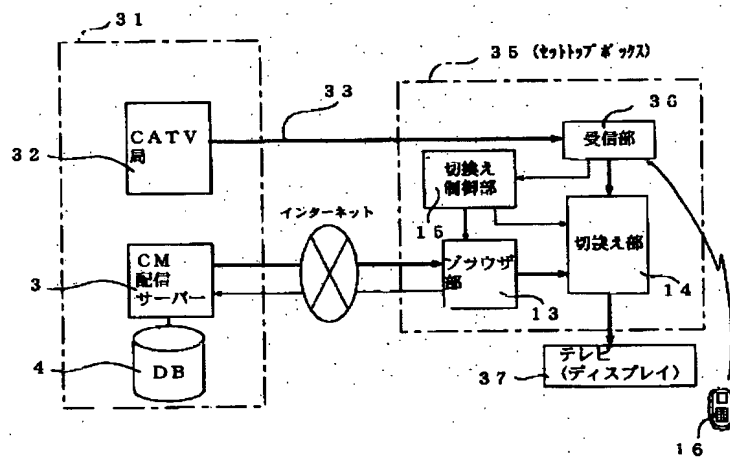 31
35 (セットトップボックス)
33
36
CATV
局
32
受信部
切換え
制御部
15
インターネット
切換え部
14
CM
配信
サーバー
3
ブラウザ
部
13
4
DB
テレビ
(ディスプレイ)
37
16